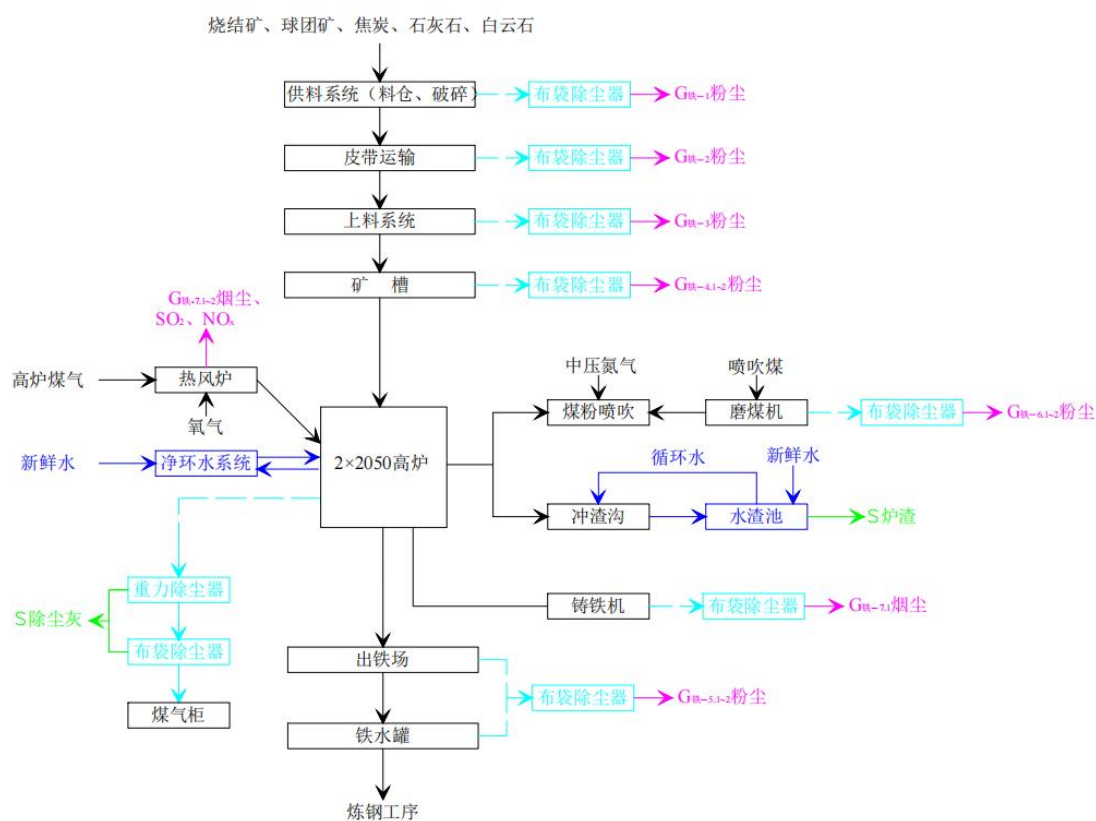 烧结矿、球团矿、焦炭、石灰石、白云石
供料系统（料仓、破碎）
布袋除尘器
G铁-1粉尘
皮带运输
布袋除尘器
G铁-2粉尘
上料系统
布袋除尘器
G铁-3粉尘
矿 槽
布袋除尘器
G铁-4.1~2粉尘
G铁-7.1~2烟尘、
SO2、NOx
高炉煤气
热风炉
氧气
中压氮气
喷吹煤
煤粉喷吹
磨煤机
布袋除尘器
G铁-6.1~2粉尘
新鲜水
净环水系统
2×2050高炉
循环水
新鲜水
冲渣沟
水渣池
S炉渣
重力除尘器
S除尘灰
布袋除尘器
煤气柜
铸铁机
布袋除尘器
G铁-7.1烟尘
出铁场
布袋除尘器
G铁-5.1~2粉尘
铁水罐
炼钢工序